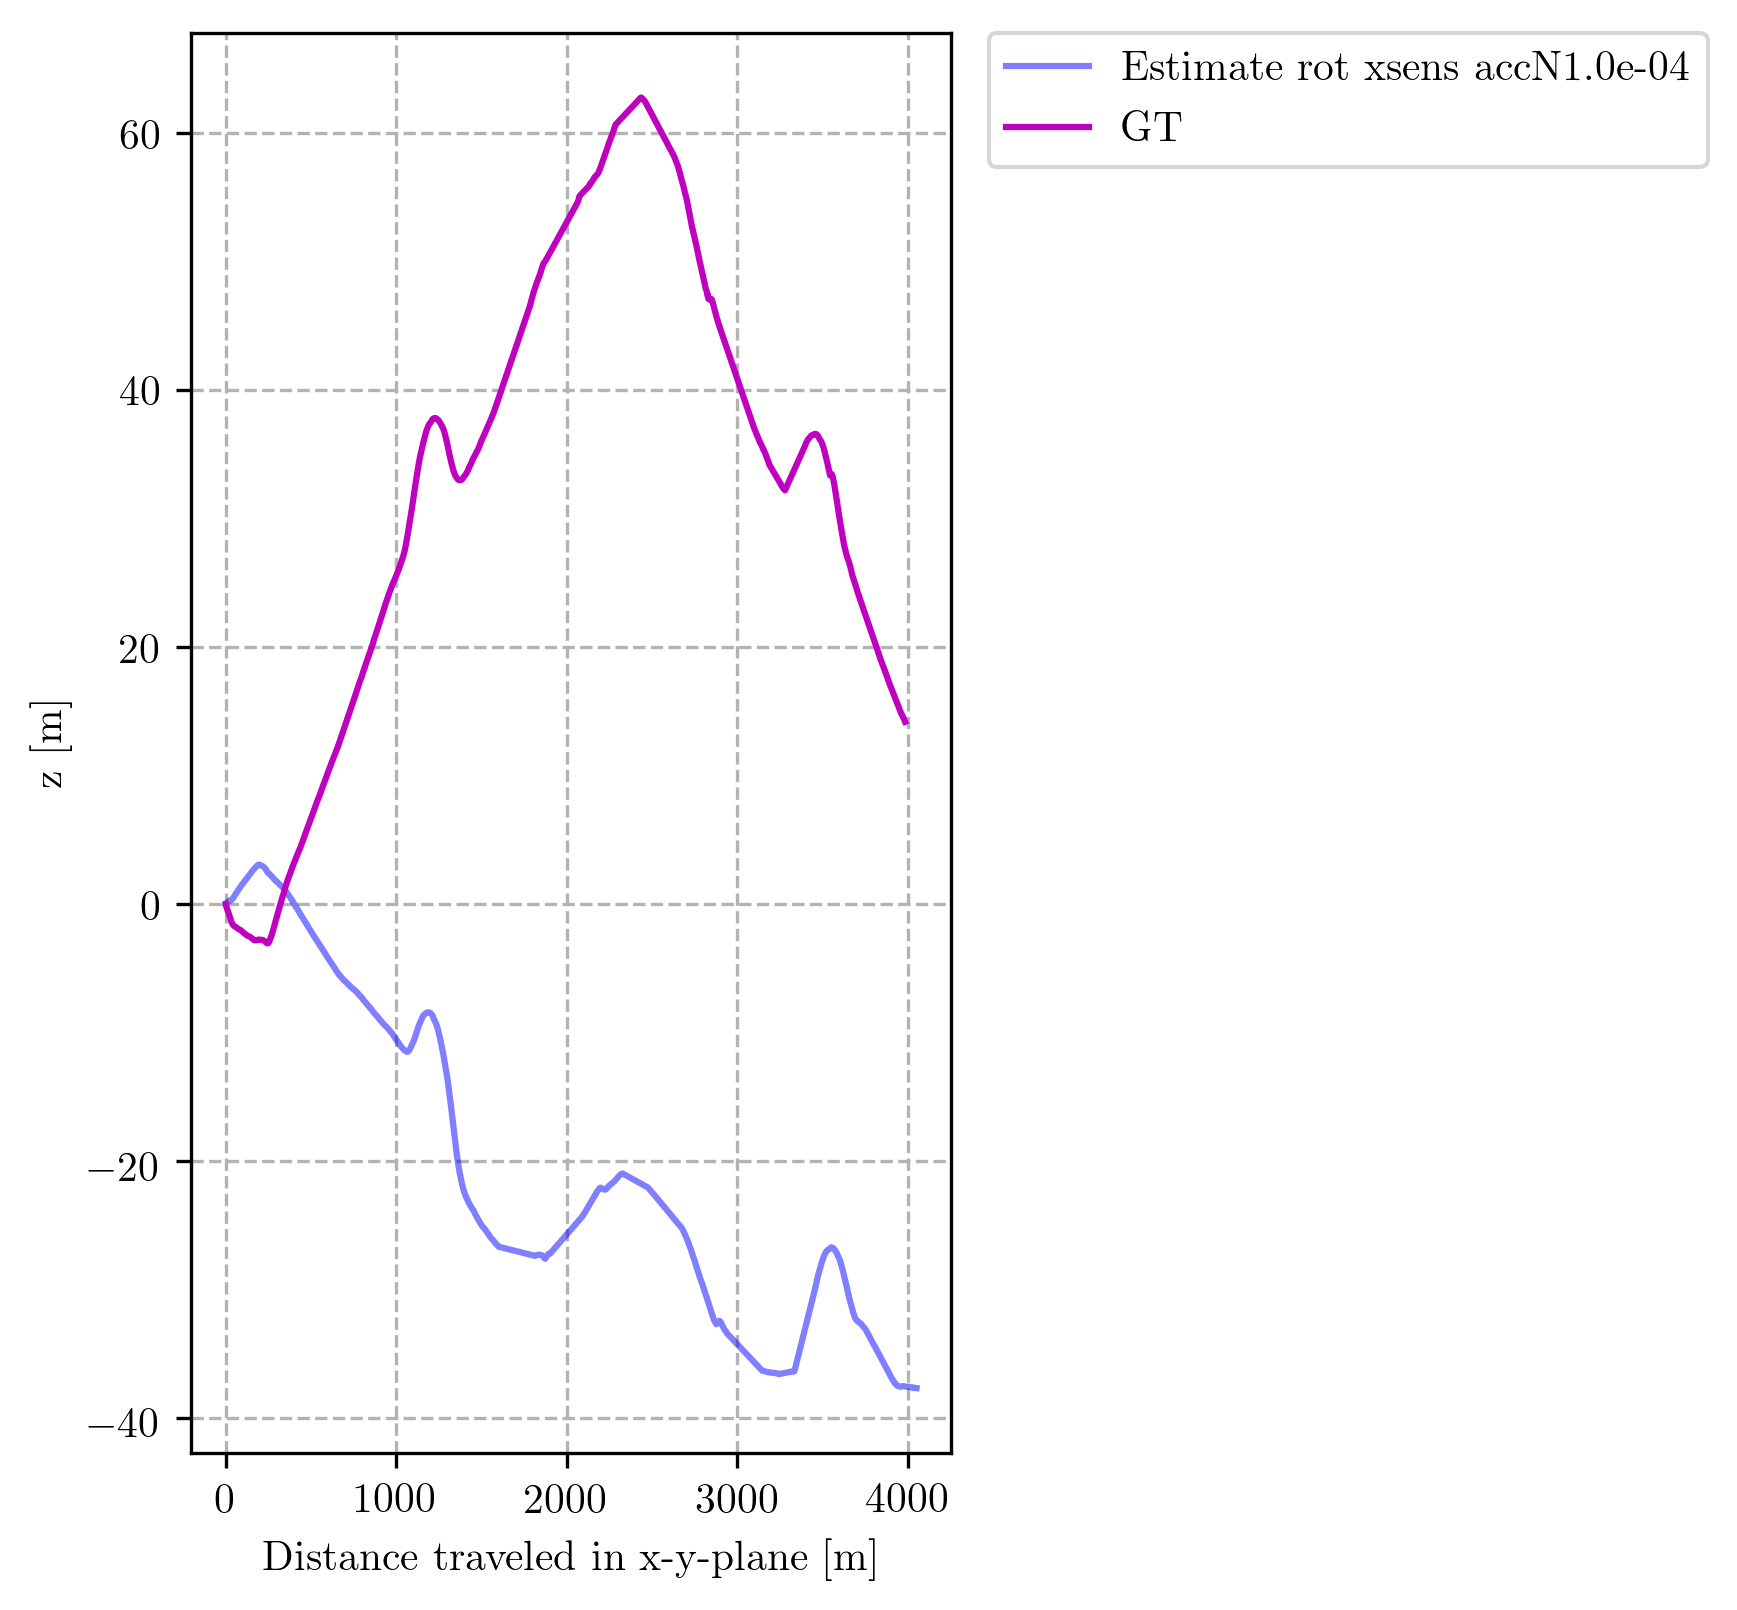 Estimate rot xsens accN1.0e-04
GT
60
40
20
0
−20
−40
z [m]
0 1000 2000 3000 4000
Distance traveled in x-y-plane [m]